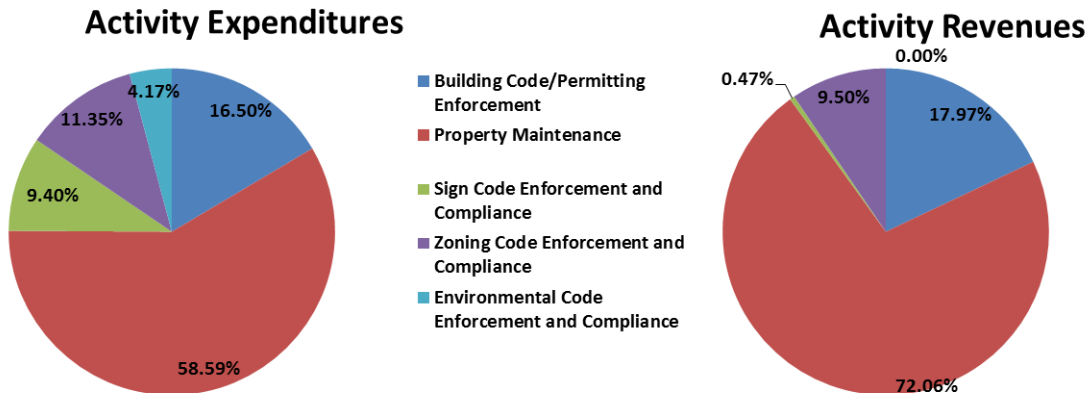 Activity Expenditures
4.17%
16.50%
11.35%
9.40%
58.59%
Building Code/Permitting
Enforcement
Property Maintenance
Sign Code Enforcement and
Compliance
Zoning Code Enforcement and
Compliance
Environmental Code
Enforcement and Compliance
Activity Revenues
0.00%
0.47%
9.50%
17.97%
72.06%